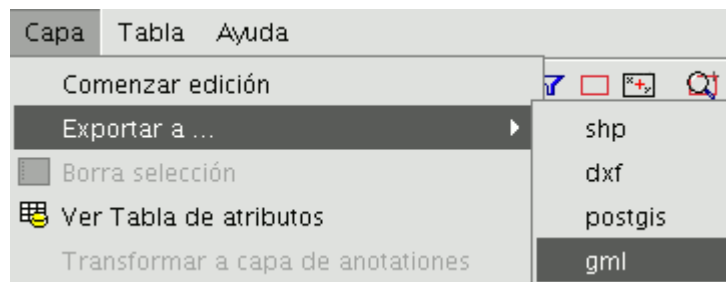 Capa Tabla Ayuda
Comenzar edición
Exportar a ...
shp
Borra selección
dxf
Ver Tabla de atributos
postgis
Transformar a capa de anotationes
gml